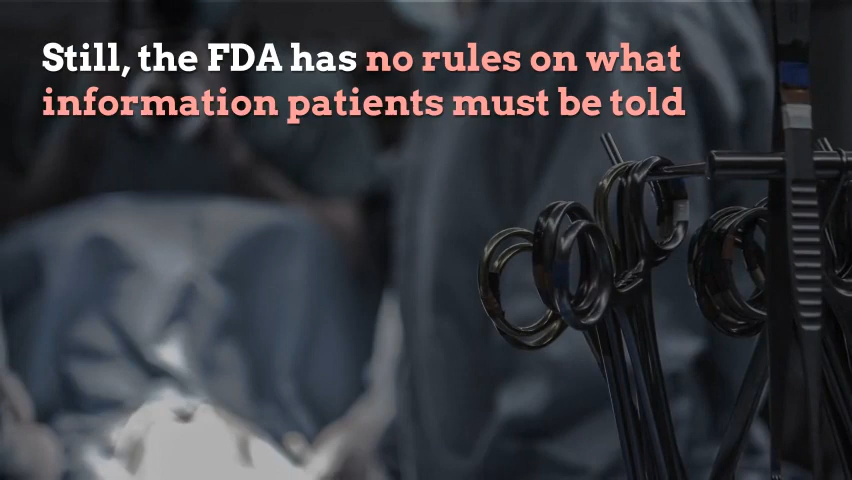 Still, the FDA has no rules on what
information patients must be told